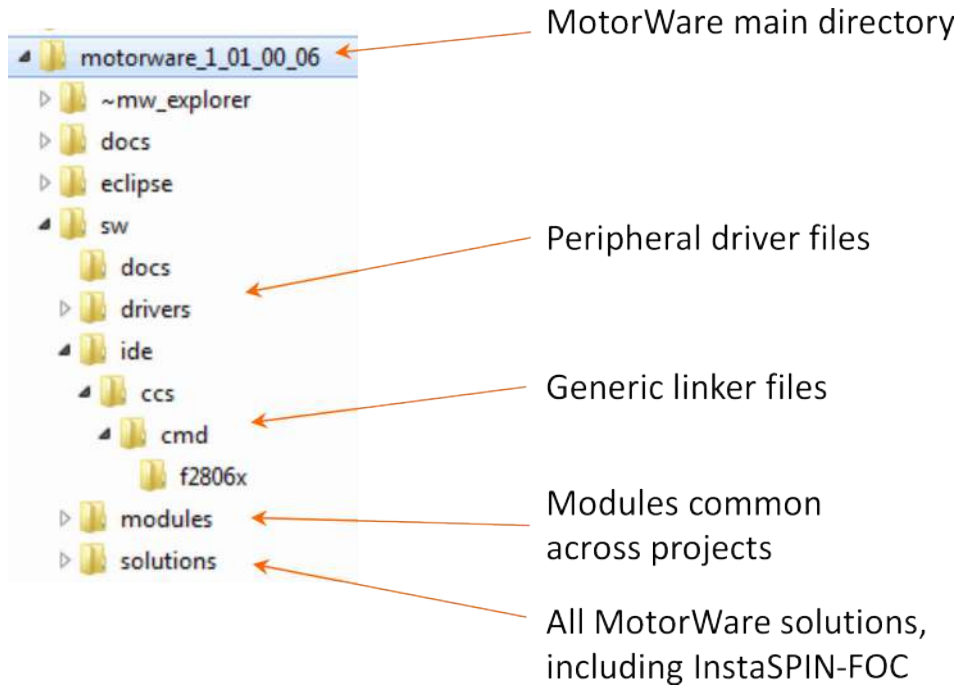 MotorWare main directory
motorware_1_01_00_06
~mw_explorer
docs
eclipse
sw
Peripheral driver files
docs
drivers
ide
Generic linker files
ccs
cmd
f2806x
Modules common
across projects
modules
solutions
All MotorWare solutions,
including InstaSPIN-FOC